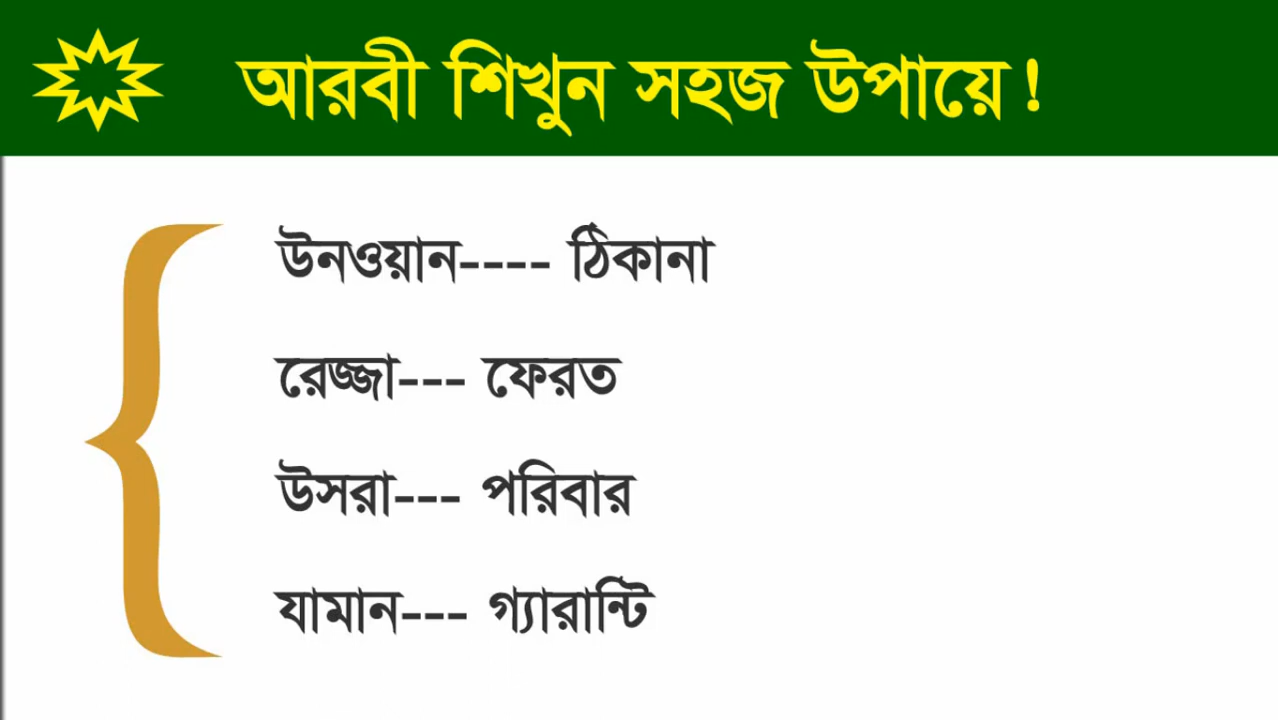 আরবী শিখুন সহজ উপায়ে!
উনওয়ান---- ঠিকানা
রেজ্জা--- ফেরত
উসরা--- পরিবার
যামান--- গ্যারান্টি